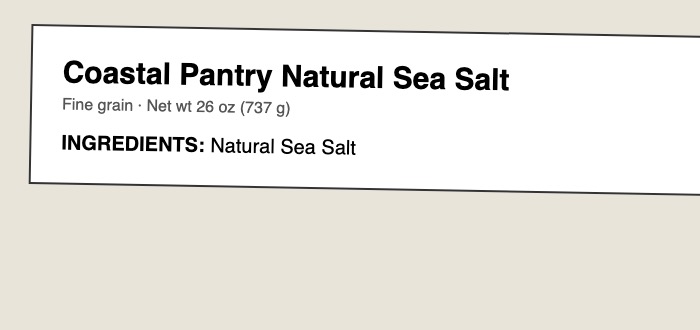 Coastal Pantry Natural Sea Salt
Fine grain · Net wt 26 oz (737 g)
INGREDIENTS: Natural Sea Salt